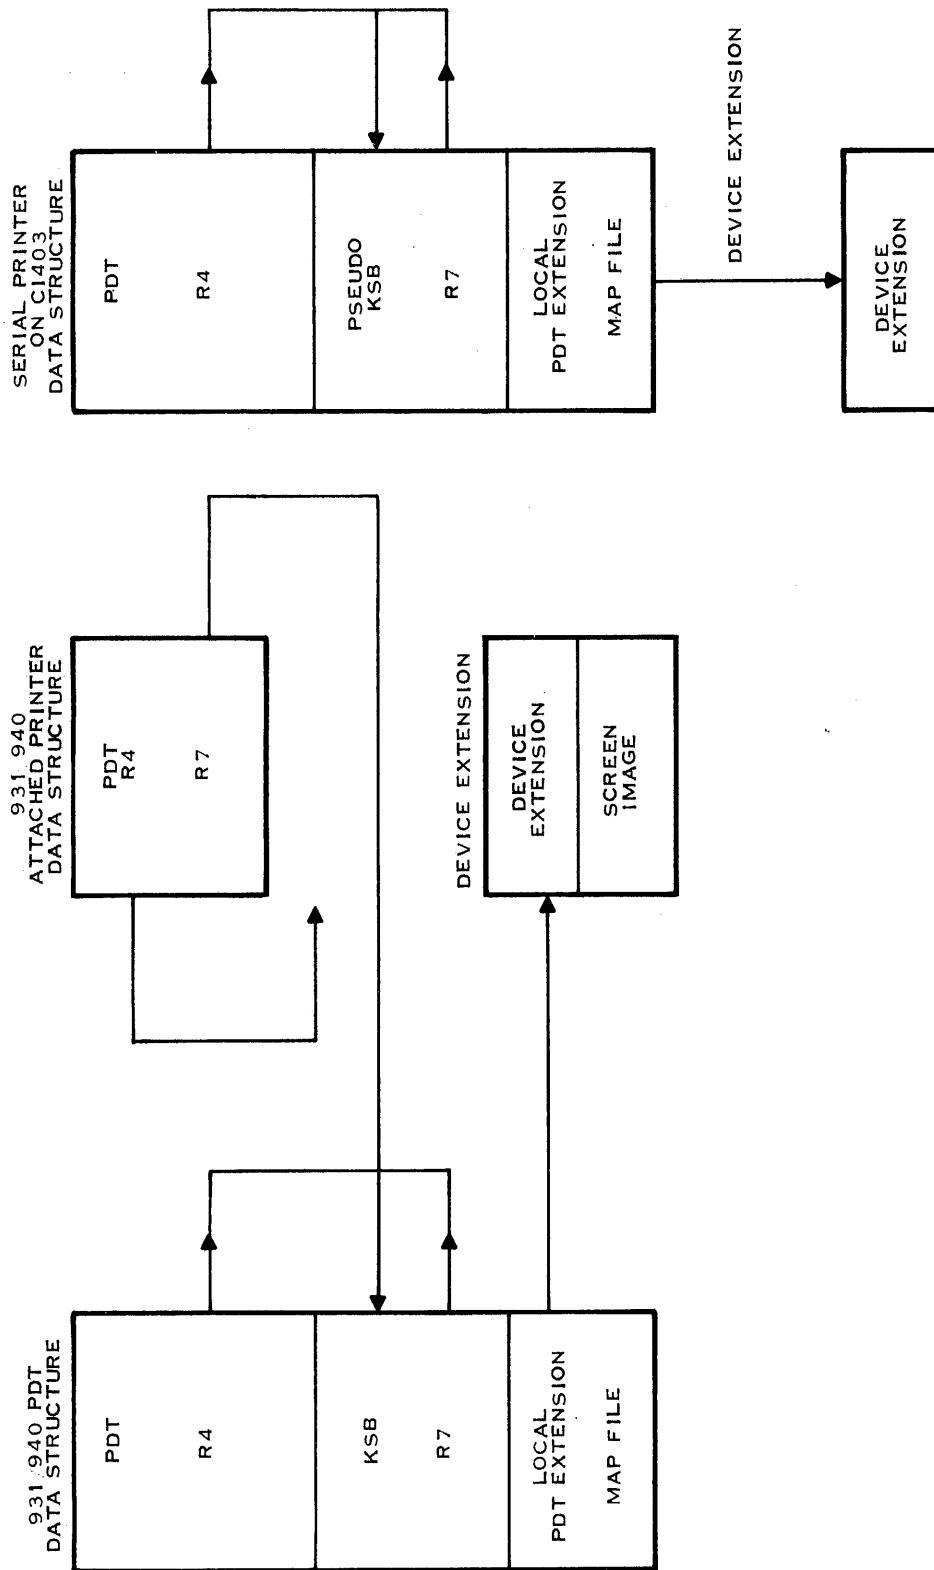 931 940 PDT
DATA STRUCTURE
PDT
R4
KSB
R7
LOCAL
PDT EXTENSION
MAP FILE
931 940
ATTACHED PRINTER
DATA STRUCTURE
PDT
R4
R7
DEVICE EXTENSION
DEVICE
EXTENSION
SCREEN
IMAGE
SERIAL PRINTER
ON CI403
DATA STRUCTURE
PDT
R4
PSEUDO
KSB
R7
LOCAL
PDT EXTENSION
MAP FILE
DEVICE EXTENSION
DEVICE
EXTENSION